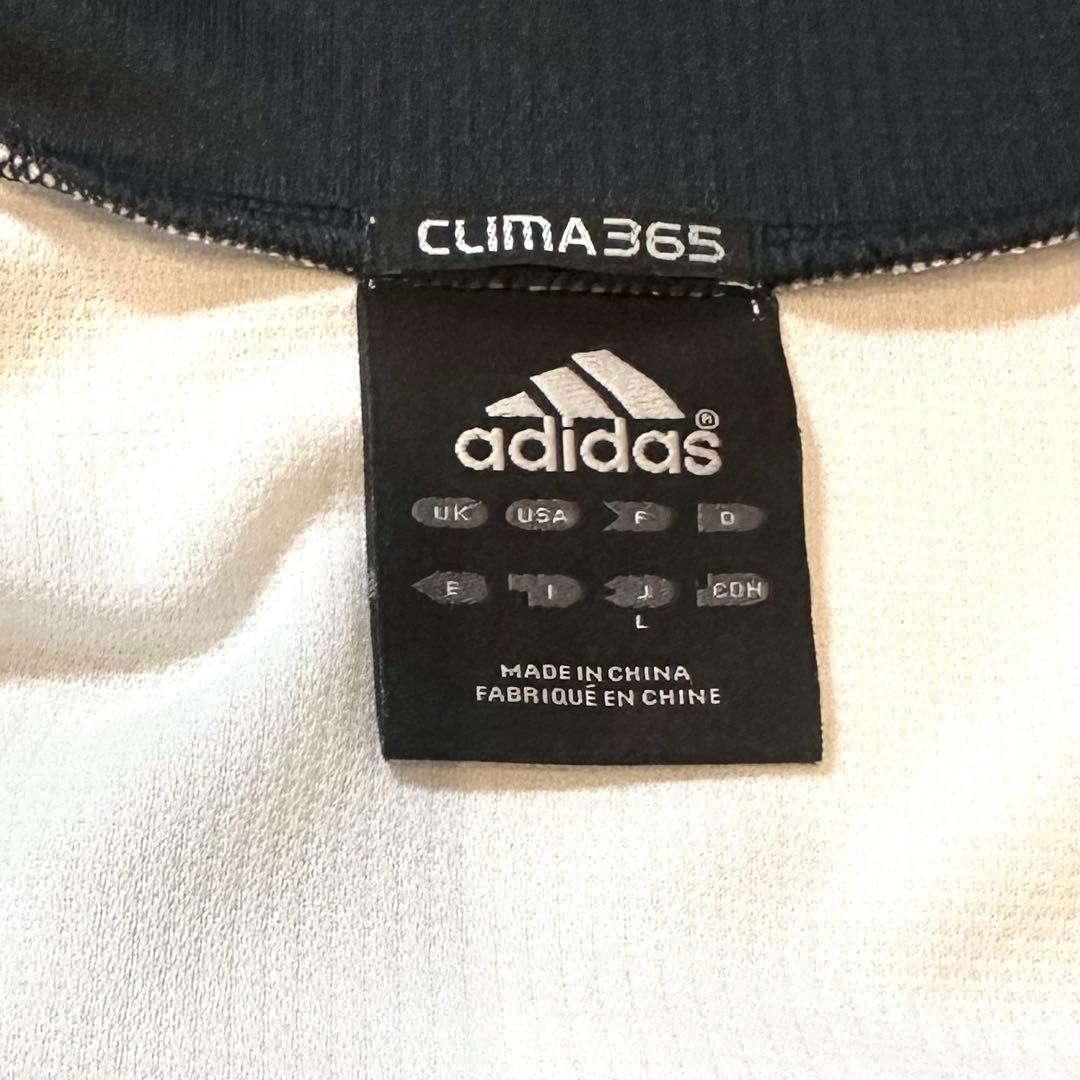 CLIMA365
adidas®
UK USA F D
E I J CDN
L
MADE IN CHINA
FABRIQUÉ EN CHINE